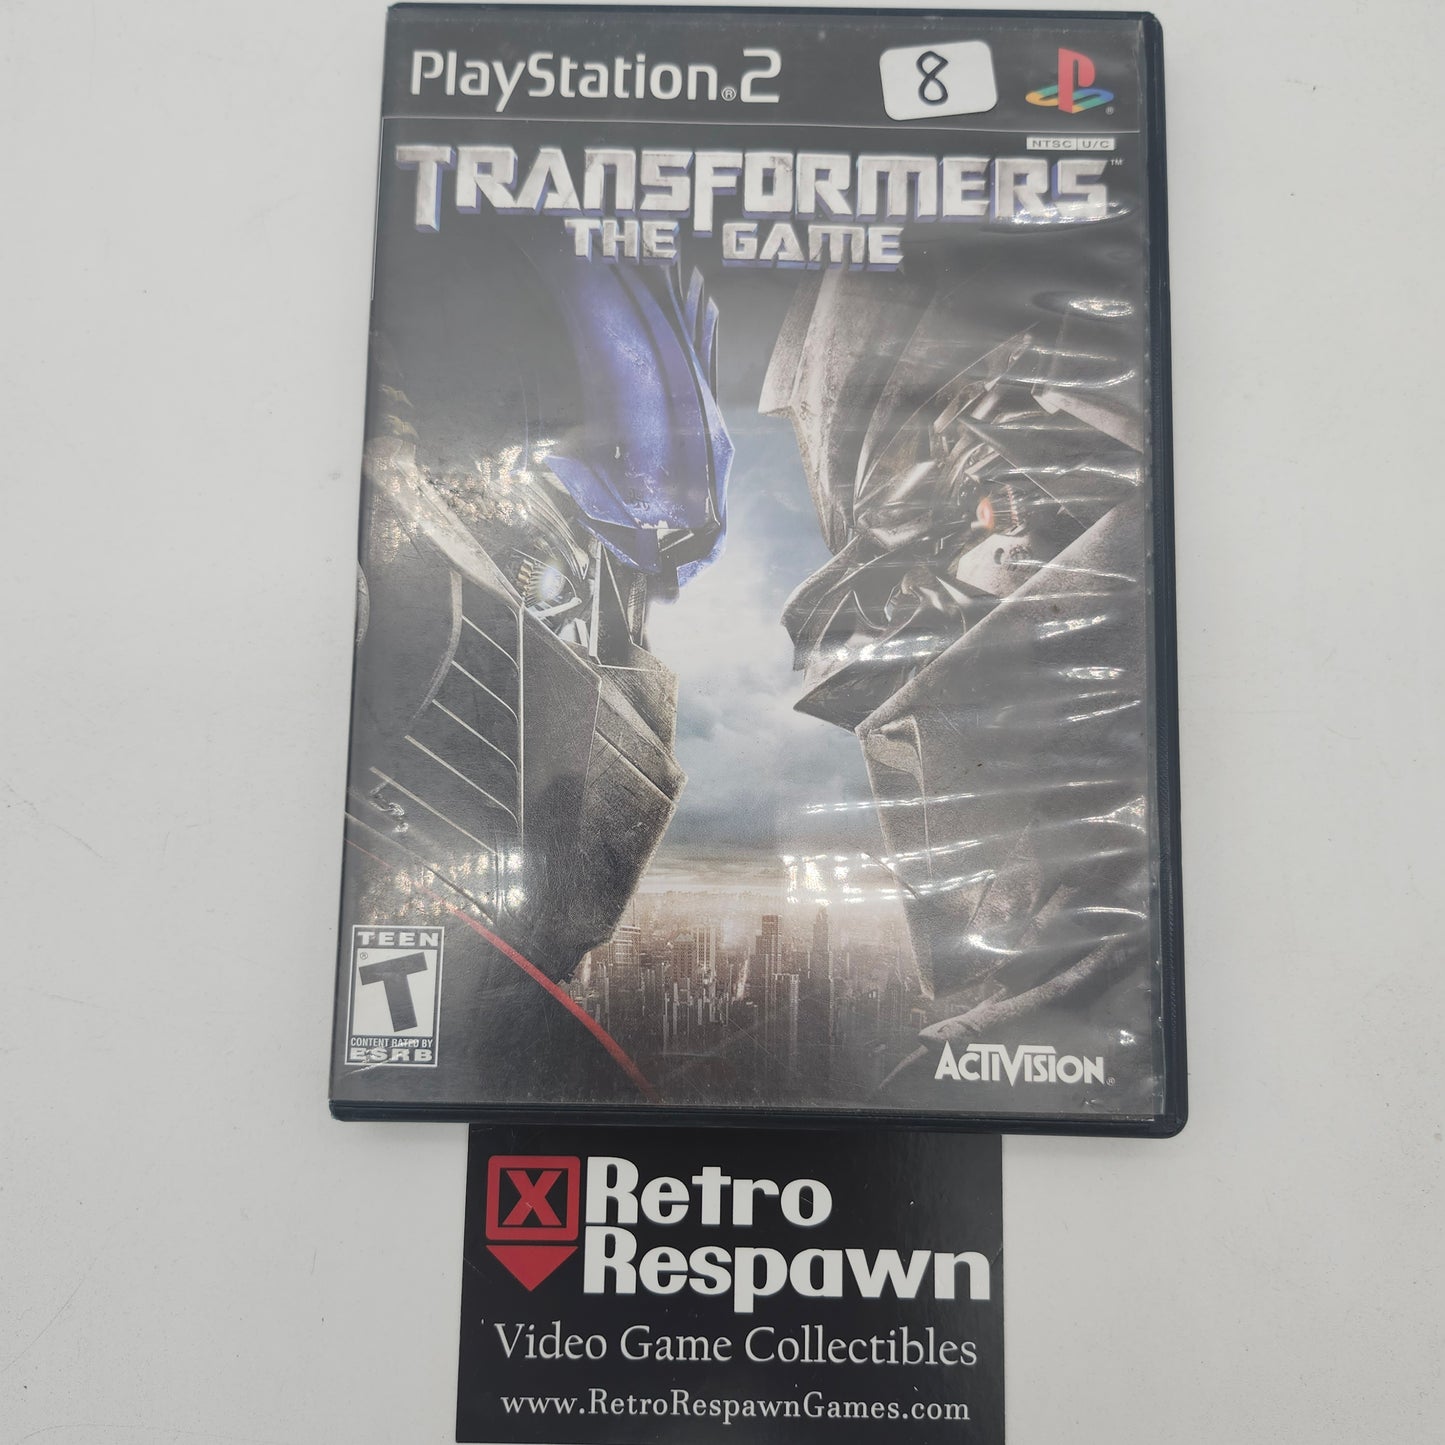 PlayStation®2
8
NTSC U/C
TRANSFORMERS™
THE GAME
TEEN
T
®
CONTENT RATED BY
ESRB
ACTIVISION®
X Retro
Respawn
Video Game Collectibles
www.RetroRespawnGames.com